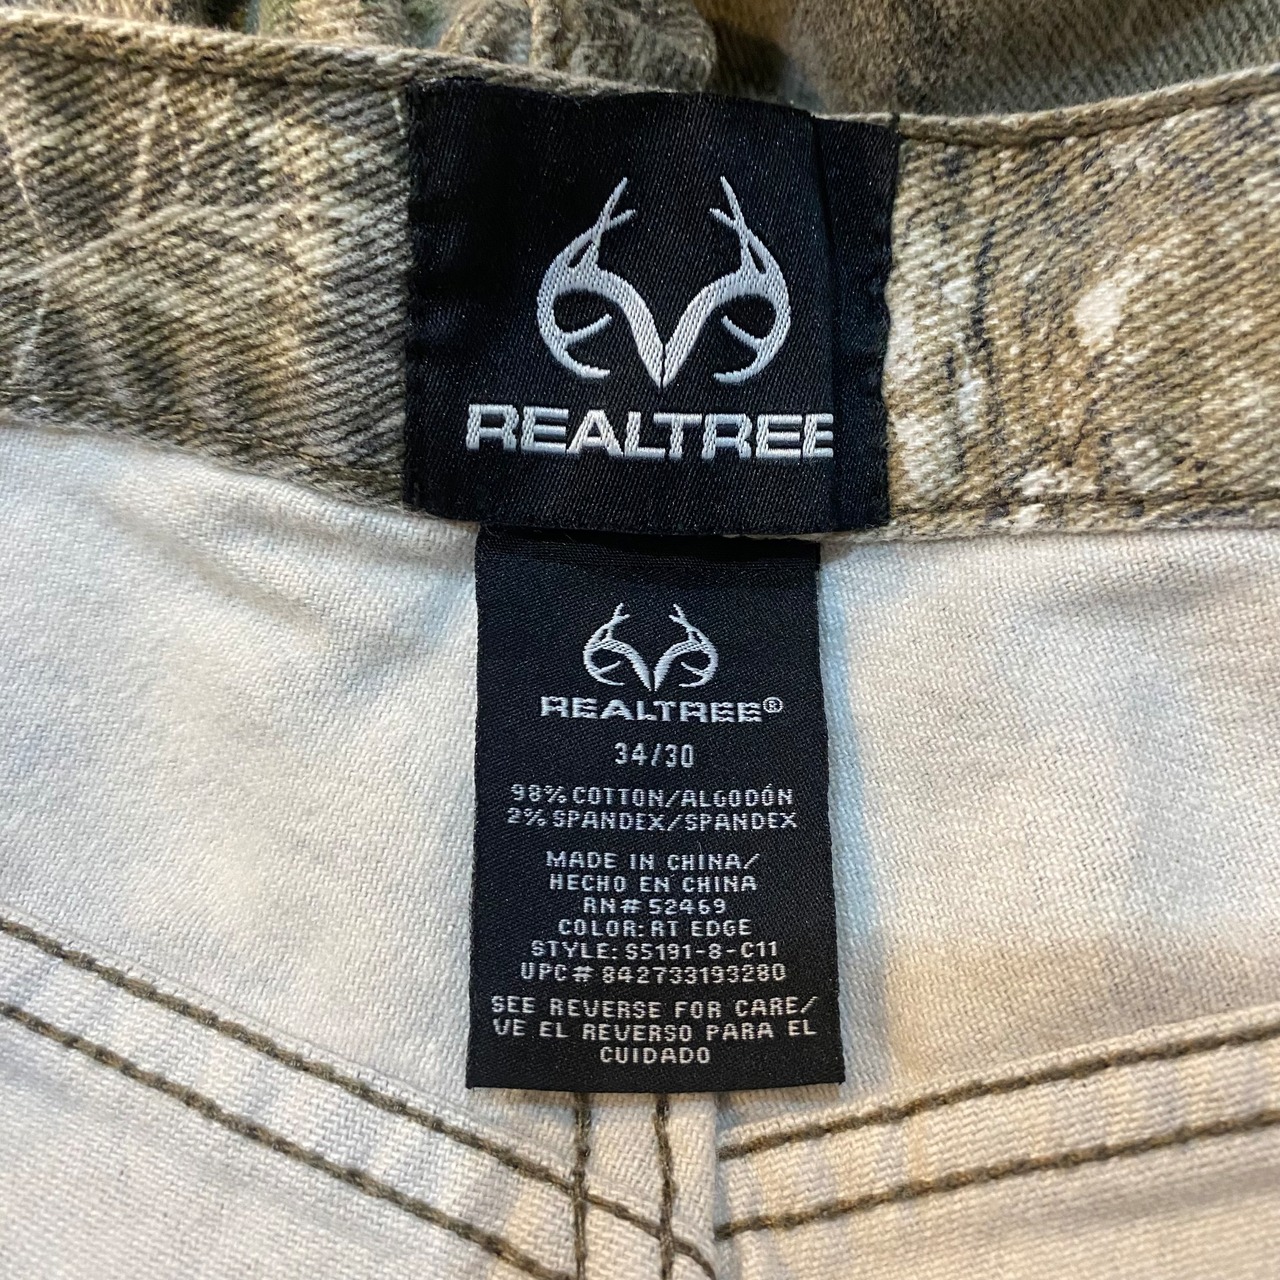 REALTREE
REALTREE®
34/30
98% COTTON/ALGODÓN
2% SPANDEX/SPANDEX
MADE IN CHINA/
HECHO EN CHINA
RN# 52469
COLOR: RT EDGE
STYLE: S5191-8-C11
UPC# 842733193280
SEE REVERSE FOR CARE/
VE EL REVERSO PARA EL
CUIDADO